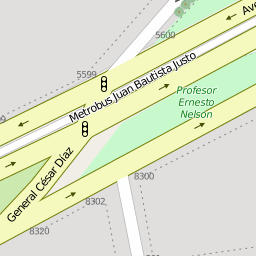 Ave
5600
5599
Metrobus Juan Bautista Justo
Profesor
Ernesto
Nelson
General César Díaz
8300
8302
8320